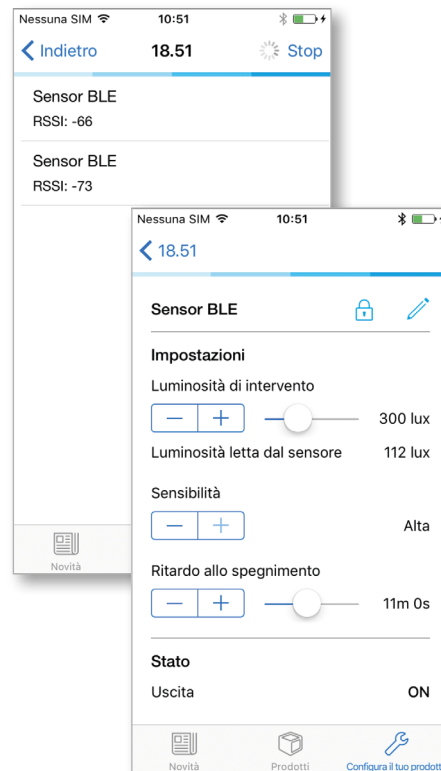 Nessuna SIM 10:51
Indietro 18.51 Stop
Sensor BLE
RSSI: -66
Sensor BLE
RSSI: -73
Novità
Nessuna SIM 10:51
18.51
Sensor BLE
Impostazioni
Luminosità di intervento
− + 300 lux
Luminosità letta dal sensore 112 lux
Sensibilità
− + Alta
Ritardo allo spegnimento
− + 11m 0s
Stato
Uscita ON
Novità Prodotti Configura il tuo prodott